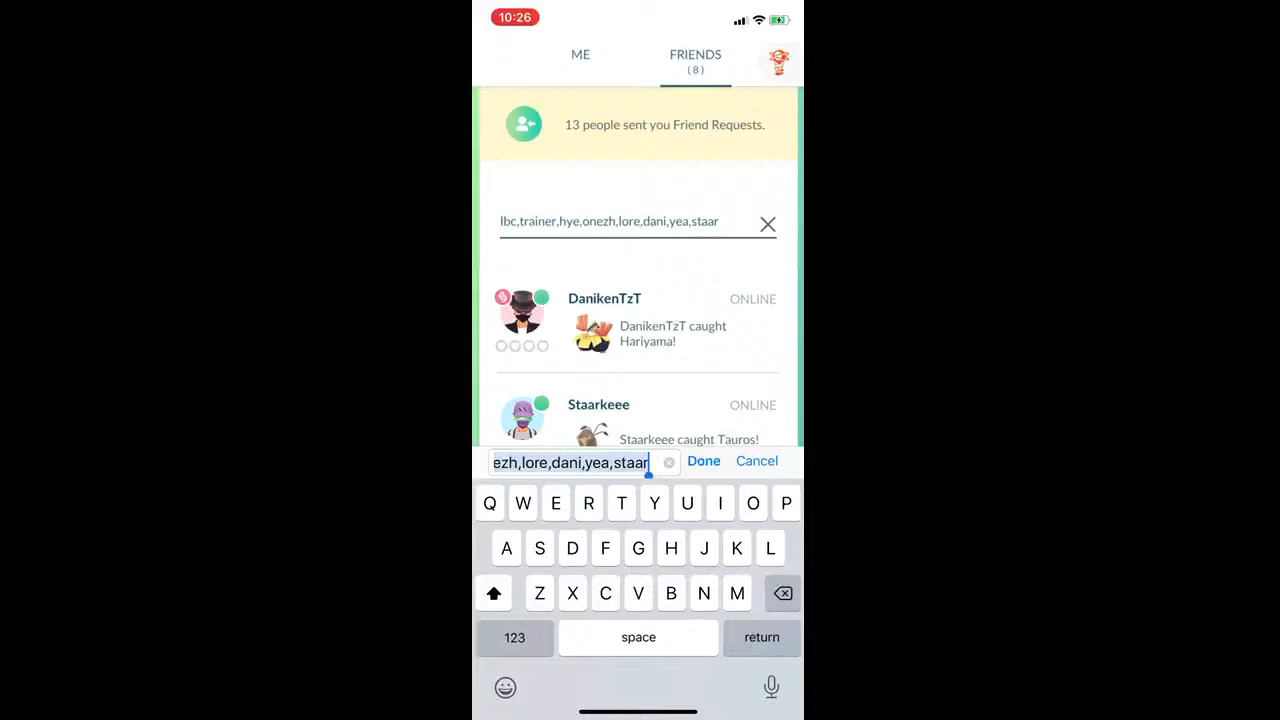 10:26
ME
FRIENDS
(8)
13 people sent you Friend Requests.
lbc,trainer,hye,onezh,lore,dani,yea,staar
DanikenTzT
ONLINE
DanikenTzT caught
Hariyama!
Staarkeee
ONLINE
Staarkeee caught Tauros!
ezh,lore,dani,yea,staar
Done
Cancel
Q W E R T Y U I O P
A S D F G H J K L
Z X C V B N M
123
space
return